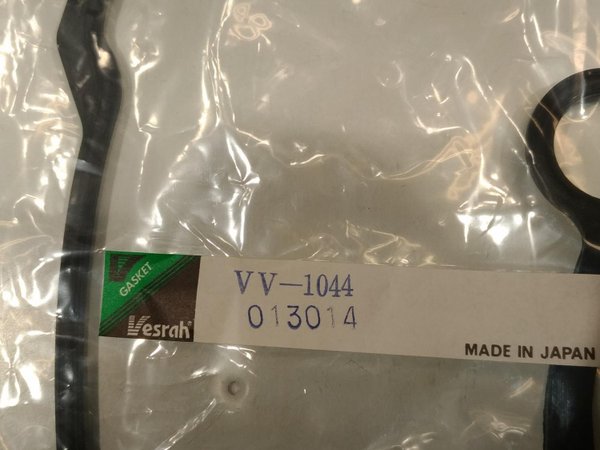 GASKET
Vesrah
VV-1044
013014
MADE IN JAPAN